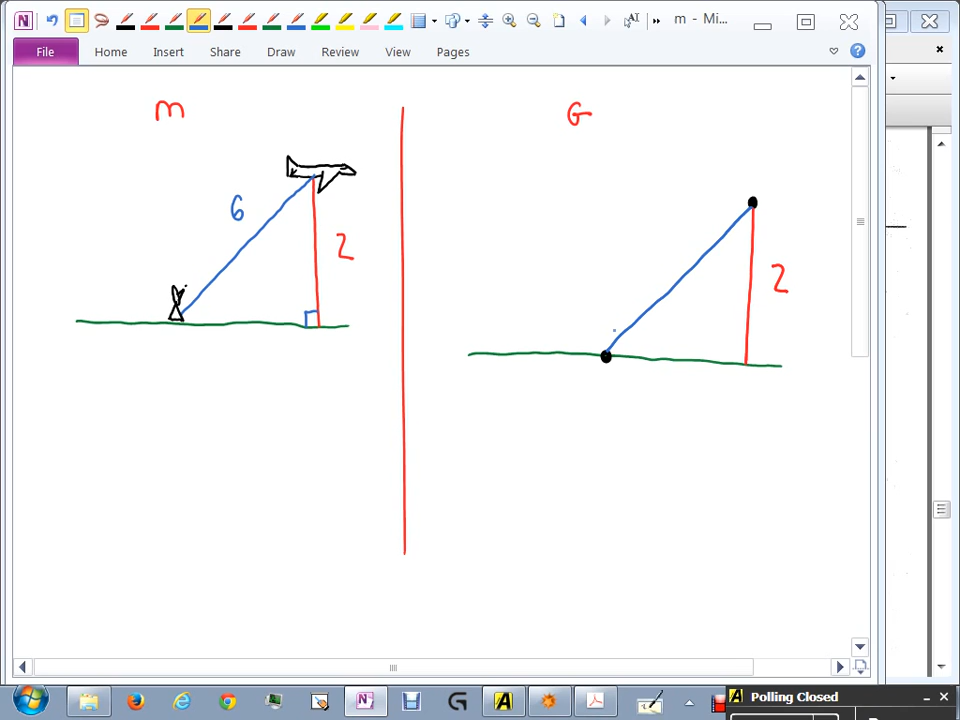 m - Mi...
File Home Insert Share Draw Review View Pages
m
G
6
2
2
Polling Closed